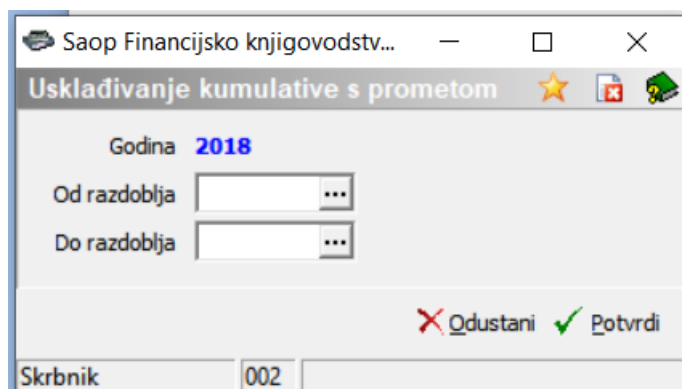 Saop Financijsko knjigovodstv...
Usklađivanje kumulative s prometom
Godina 2018
Od razdoblja ...
Do razdoblja ...
Odustani Potvrdi
Skrbnik 002